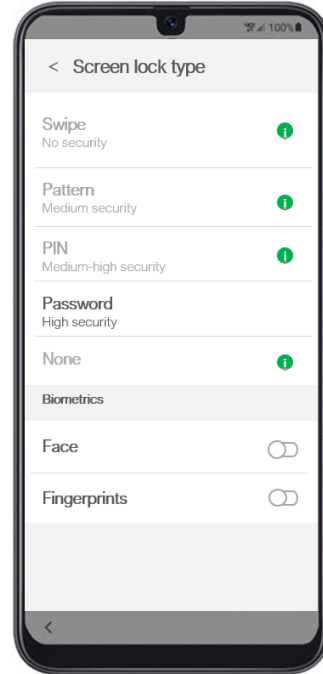 100%
< Screen lock type
Swipe
No security
Pattern
Medium security
PIN
Medium-high security
Password
High security
None
Biometrics
Face
Fingerprints